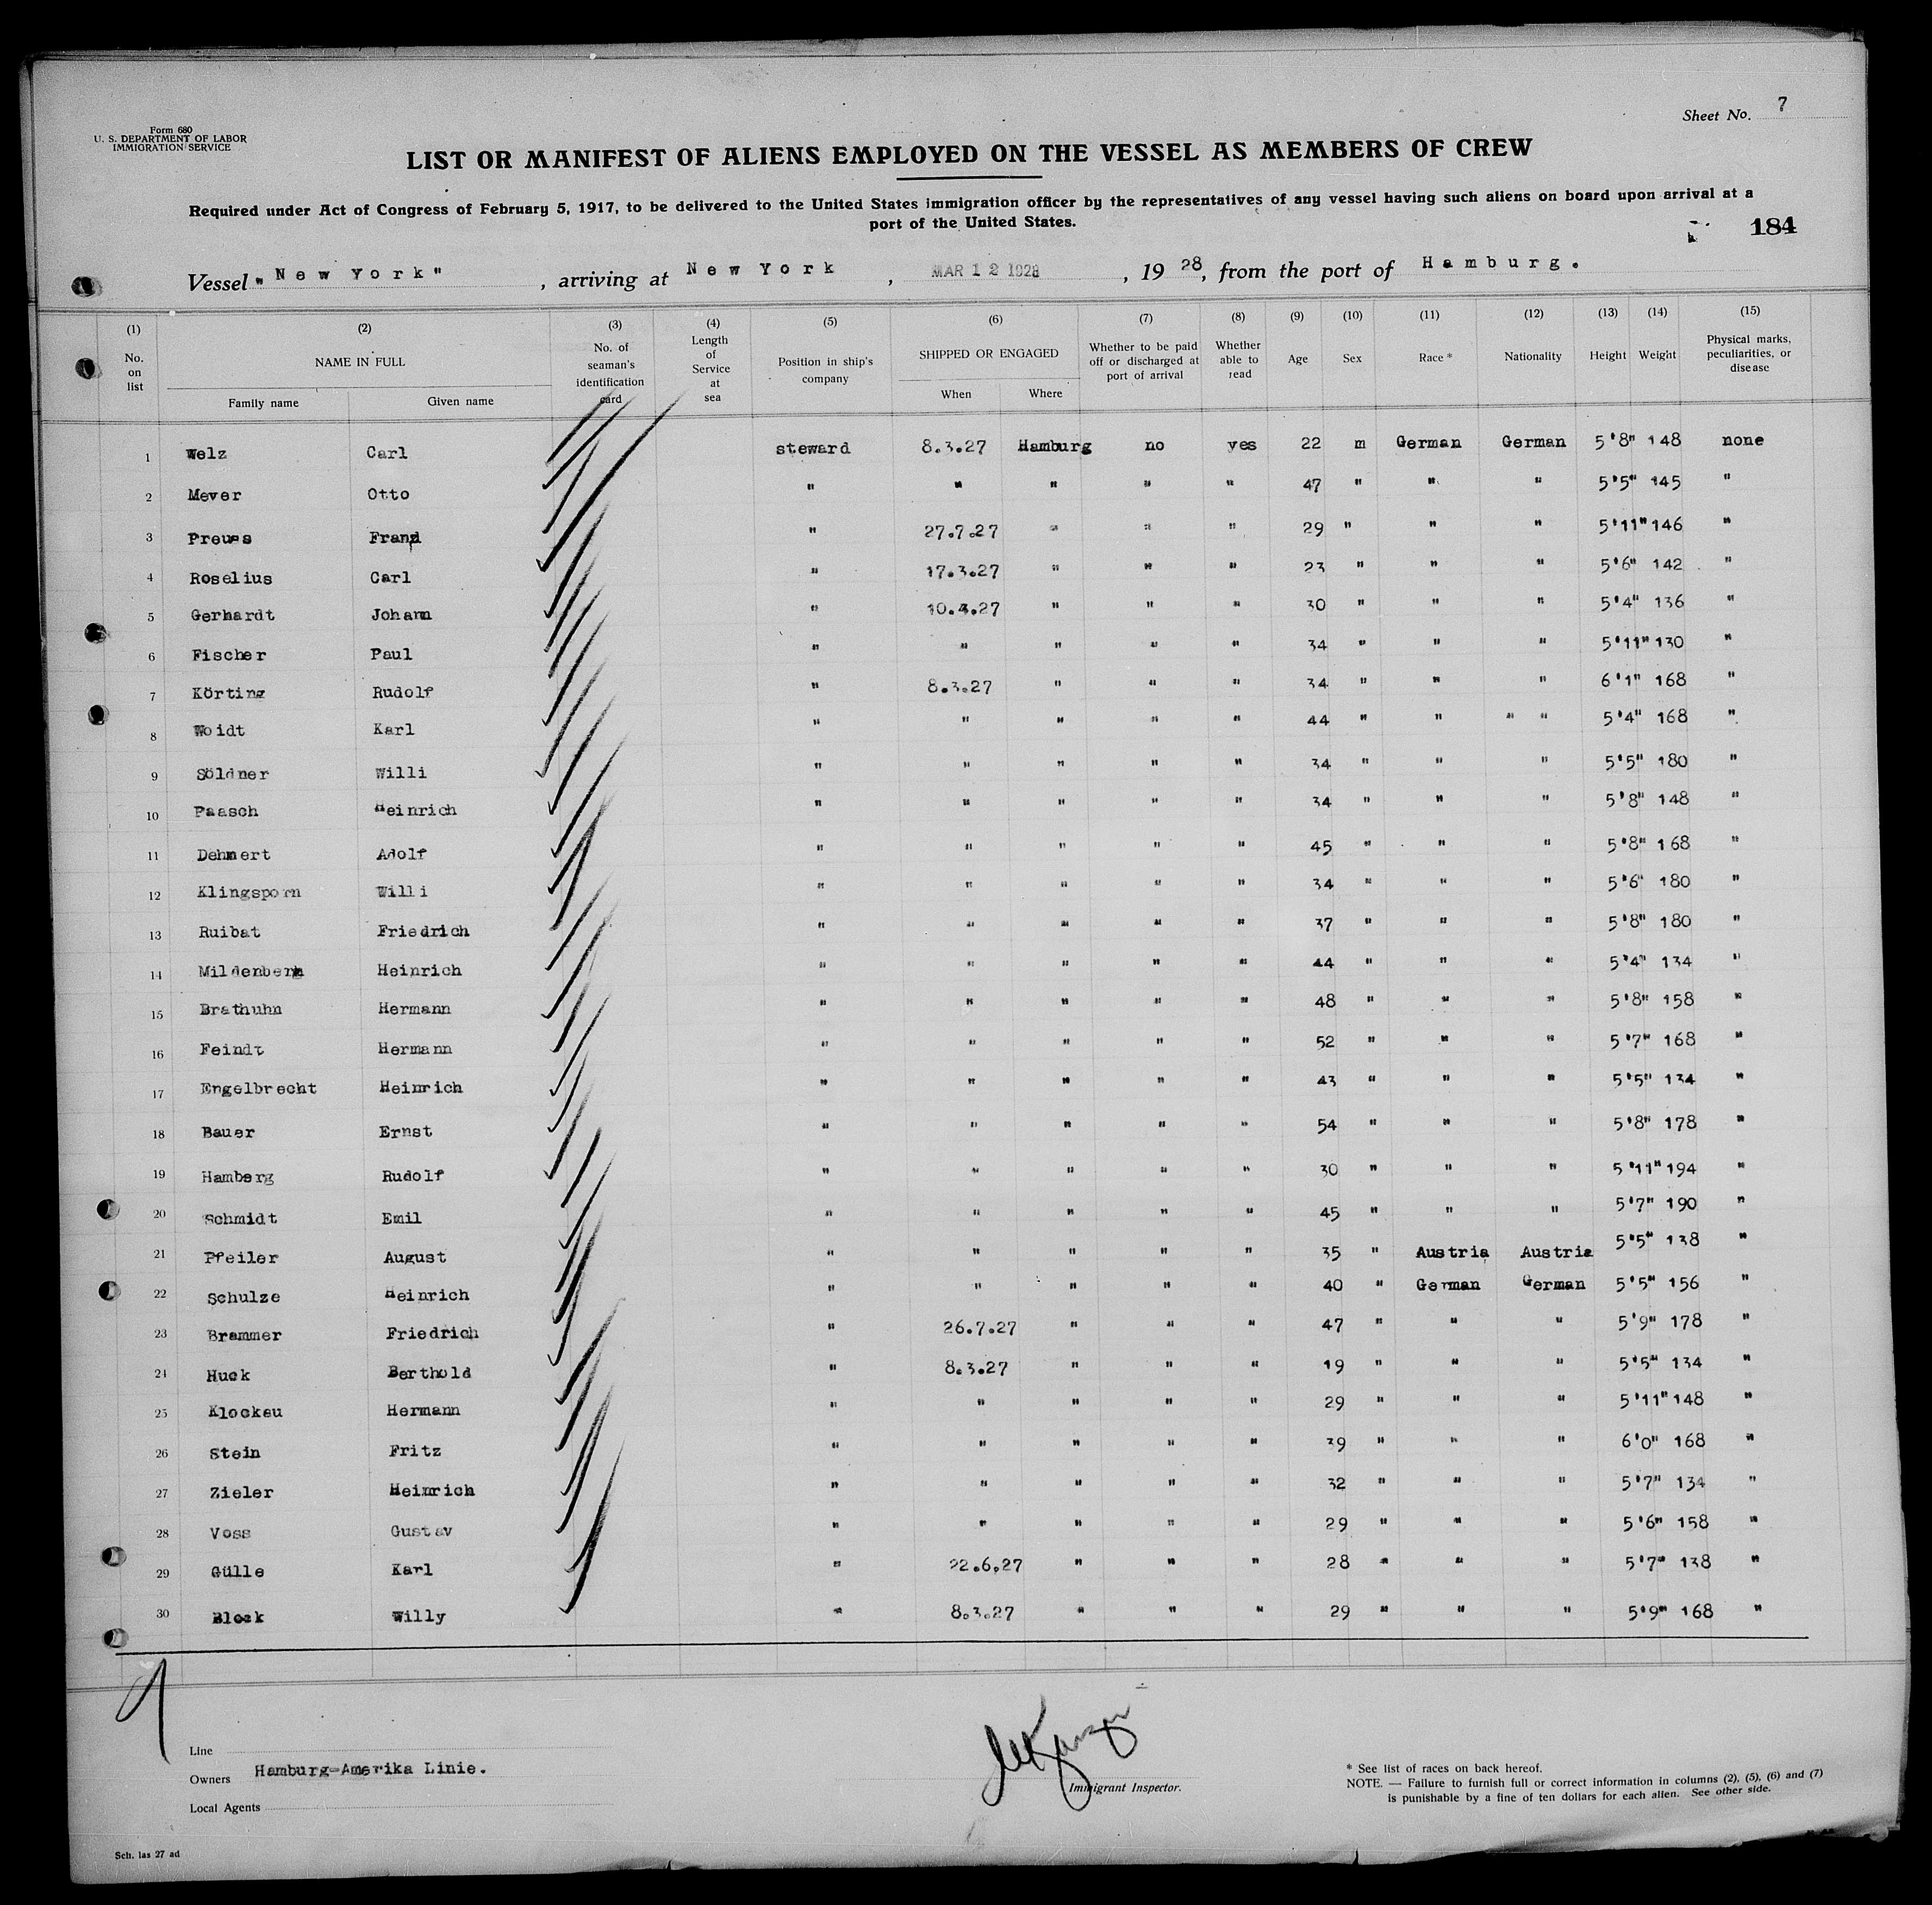 Sheet No. 7
Form 680
U. S. DEPARTMENT OF LABOR
IMMIGRATION SERVICE
LIST OR MANIFEST OF ALIENS EMPLOYED ON THE VESSEL AS MEMBERS OF CREW
Required under Act of Congress of February 5, 1917, to be delivered to the United States immigration officer by the representatives of any vessel having such aliens on board upon arrival at a
port of the United States.
184
Vessel "New York", arriving at New York, MAR 12 1928, 1928, from the port of Hamburg.
(1) (2) (3) (4) (5) (6) (7) (8) (9) (10) (11) (12) (13) (14) (15)
No. on list NAME IN FULL Family name Given name No. of seaman's identification card Length of Service at sea Position in ship's company SHIPPED OR ENGAGED When Where Whether to be paid off or discharged at port of arrival Whether able to read Age Sex Race * Nationality Height Weight Physical marks, peculiarities, or disease
1 Welz Carl steward 8.3.27 Hamburg no yes 22 m German German 5'8" 148 none
2 Meyer Otto " " " " " 47 " " " 5'5" 145 "
3 Preuss Franz " 27.7.27 " " " 29 " " " 5'11" 146 "
4 Roselius Carl " 17.3.27 " " " 23 " " " 5'6" 142 "
5 Gerhardt Johann " 10.4.27 " " " 30 " " " 5'4" 136 "
6 Fischer Paul " " " " " 34 " " " 5'11" 130 "
7 Körting Rudolf " 8.3.27 " " " 34 " " " 6'1" 168 "
8 Woidt Karl " " " " " 44 " " " " 5'4" 168 "
9 Söldner Willi " " " " " 34 " " " 5'5" 180 "
10 Paasch Heinrich " " " " " 34 " " " 5'8" 148 "
11 Dehmert Adolf " " " " " 45 " " " 5'8" 168 "
12 Klingsporn Willi " " " " " 34 " " " 5'6" 180 "
13 Ruibat Friedrich " " " " " 37 " " " 5'8" 180 "
14 Heinrich " " " " " 44 " " " 5'4" 134 "
15 Brathuhn Hermann " " " " " 48 " " " 5'8" 158 "
16 Feindt Hermann " " " " " 52 " " " 5'7" 168 "
17 Engelbrecht Heinrich " " " " " 43 " " " 5'5" 134 "
18 Bauer Ernst " " " " " 54 " " " 5'8" 178 "
19 Hamberg Rudolf " " " " " 30 " " " 5'11" 194 "
20 Schmidt Emil " " " " " 45 " " " 5'7" 190 "
21 Pfeiler August " " " " " 35 " Austria Austria 5'5" 138 "
22 Schulze Heinrich " " " " " 40 " German German 5'5" 156 "
23 Brammer Friedrich " 26.7.27 " " " 47 " " " 5'9" 178 "
24 Huck Berthold " 8.3.27 " " " 19 " " " 5'5" 134 "
25 Klockau Hermann " " " " " 29 " " " 5'11" 148 "
26 Stein Fritz " " " " " 39 " " " 6'0" 168 "
27 Zieler Heinrich " " " " " 32 " " " 5'7" 134 "
28 Voss Gustav " " " " " 29 " " " 5'6" 158 "
29 Gülle Karl " 22.6.27 " " " 28 " " " 5'7" 138 "
30 Block Willy " 8.3.27 " " " 29 " " " 5'9" 168 "
Line
Owners Hamburg-Amerika Linie.
Local Agents
Immigrant Inspector.
* See list of races on back hereof.
NOTE. — Failure to furnish full or correct information in columns (2), (5), (6) and (7)
is punishable by a fine of ten dollars for each alien. See other side.
Sch. las 27 ad